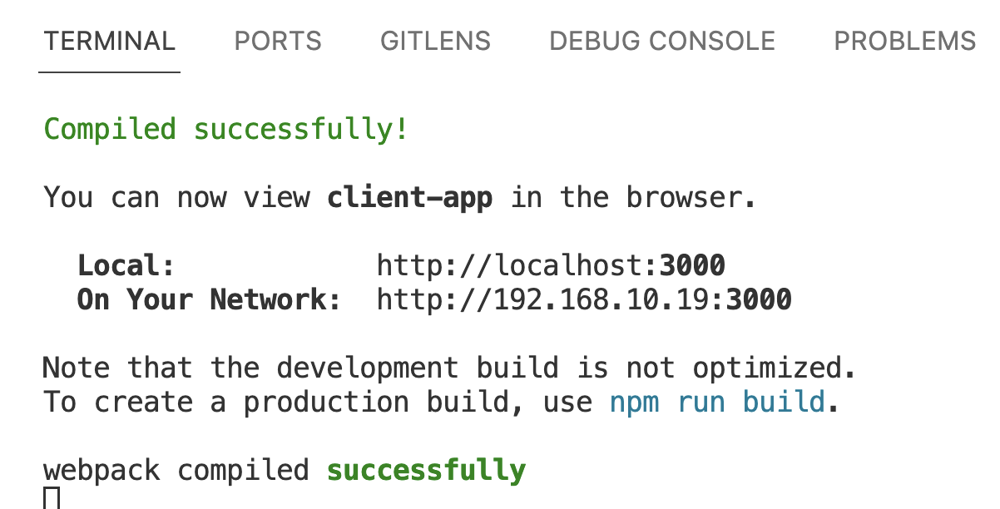 TERMINAL PORTS GITLENS DEBUG CONSOLE PROBLEMS
Compiled successfully!
You can now view client-app in the browser.
Local: http://localhost:3000
On Your Network: http://192.168.10.19:3000
Note that the development build is not optimized.
To create a production build, use npm run build.
webpack compiled successfully